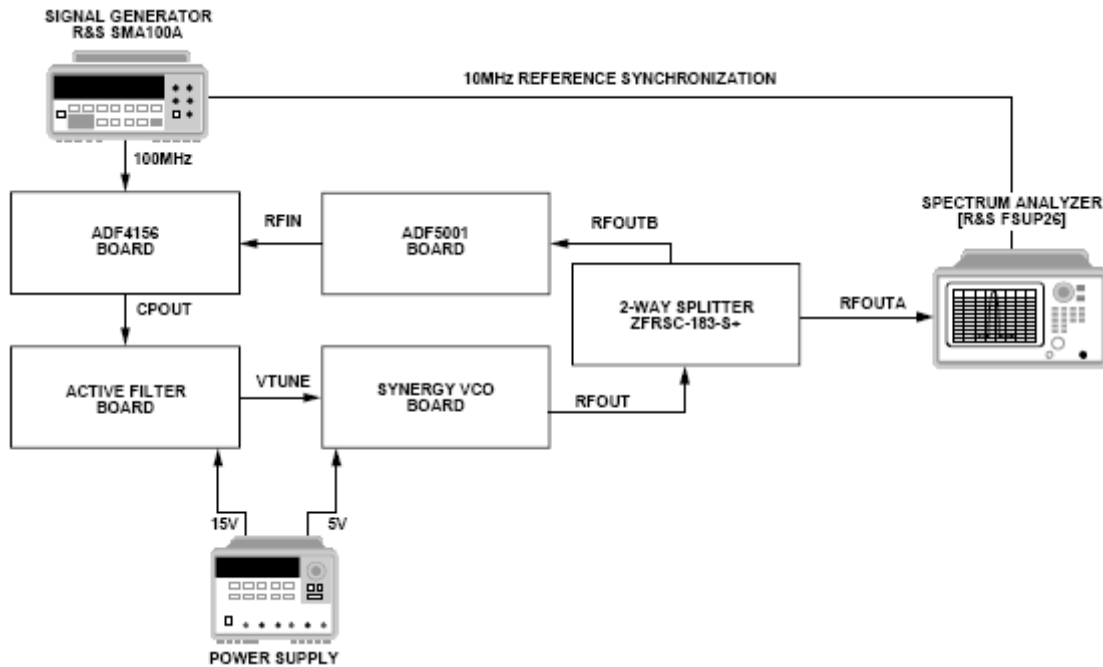 SIGNAL GENERATOR
R&S SMA100A
10MHz REFERENCE SYNCHRONIZATION
100MHz
SPECTRUM ANALYZER
[R&S FSUP26]
ADF4156
BOARD
RFIN
ADF5001
BOARD
RFOUTB
2-WAY SPLITTER
ZFRSC-183-S+
RFOUTA
CPOUT
ACTIVE FILTER
BOARD
VTUNE
SYNERGY VCO
BOARD
RFOUT
15V
5V
POWER SUPPLY